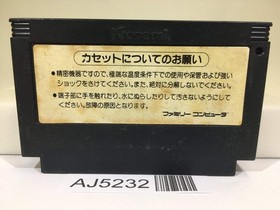 Konami
カセットについてのお願い
●精密機器ですので、極端な温度条件下での使用や保管および強い
ショックをさけてください。また、絶対に分解しないでください。
●端子部に手を触れたり、水にぬらしたりして汚さないようにして
ください。故障の原因となります。
ファミリー コンピュータ
AJ5232